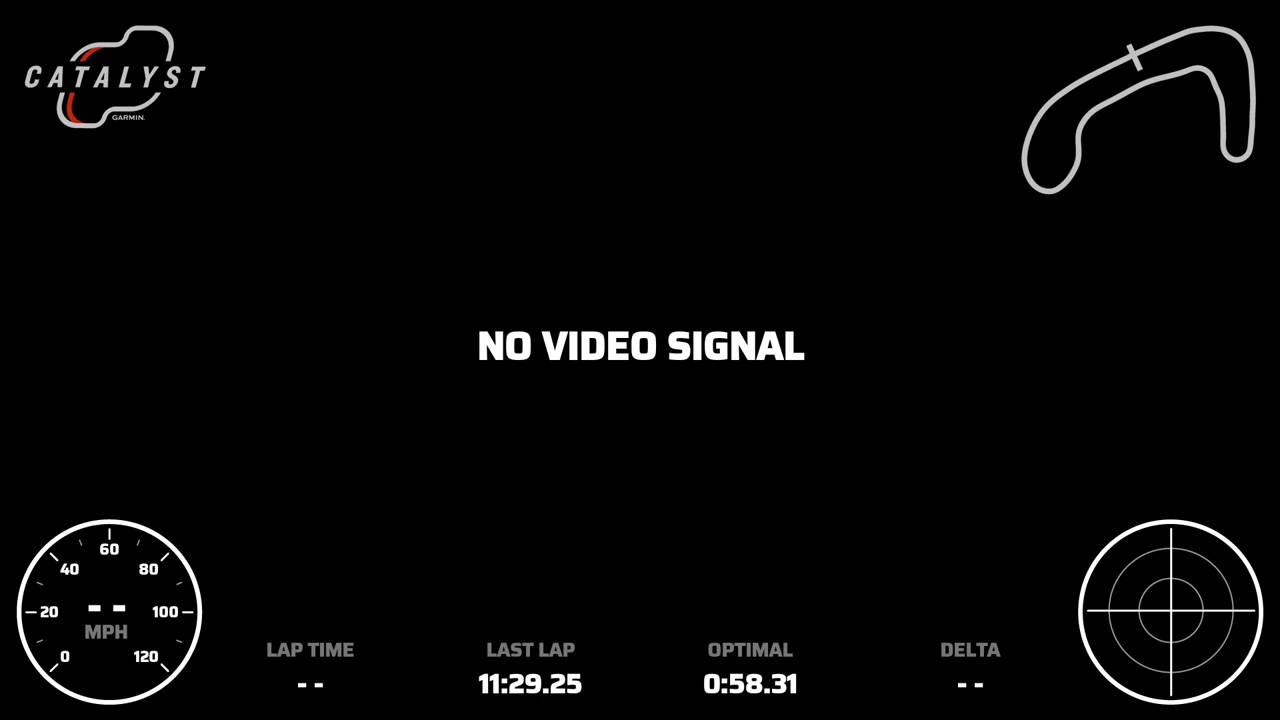 CATALYST
GARMIN.
NO VIDEO SIGNAL
60
40 80
20 -- 100
MPH
0 120
LAP TIME LAST LAP OPTIMAL DELTA
-- 11:29.25 0:58.31 --